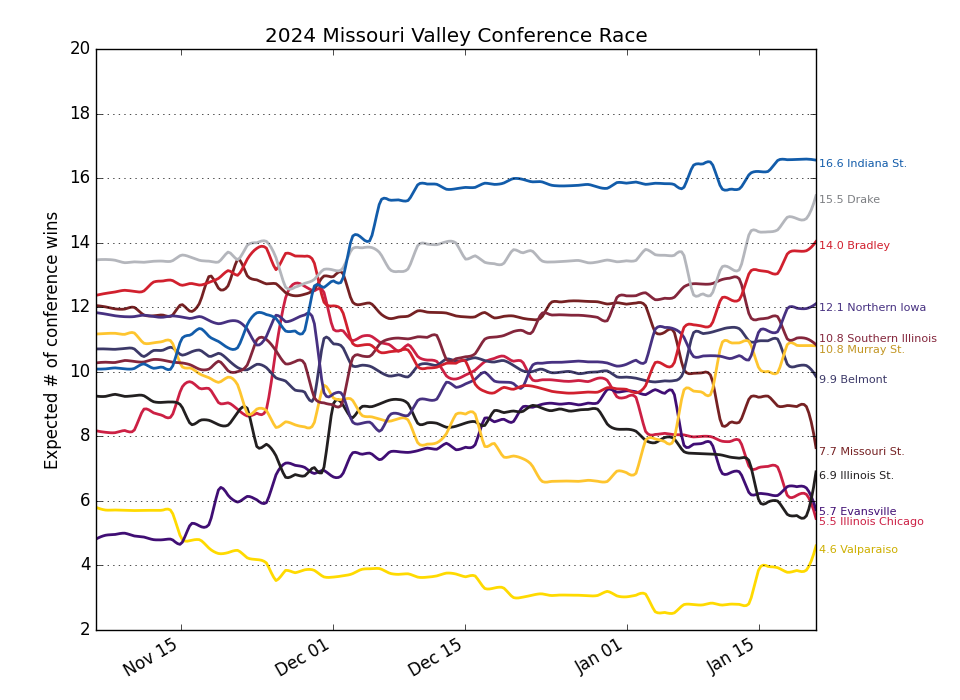 2024 Missouri Valley Conference Race
Expected # of conference wins
20
18
16
14
12
10
8
6
4
2
Nov 15
Dec 01
Dec 15
Jan 01
Jan 15
16.6 Indiana St.
15.5 Drake
14.0 Bradley
12.1 Northern Iowa
10.8 Southern Illinois
10.8 Murray St.
9.9 Belmont
7.7 Missouri St.
6.9 Illinois St.
5.7 Evansville
5.5 Illinois Chicago
4.6 Valparaiso